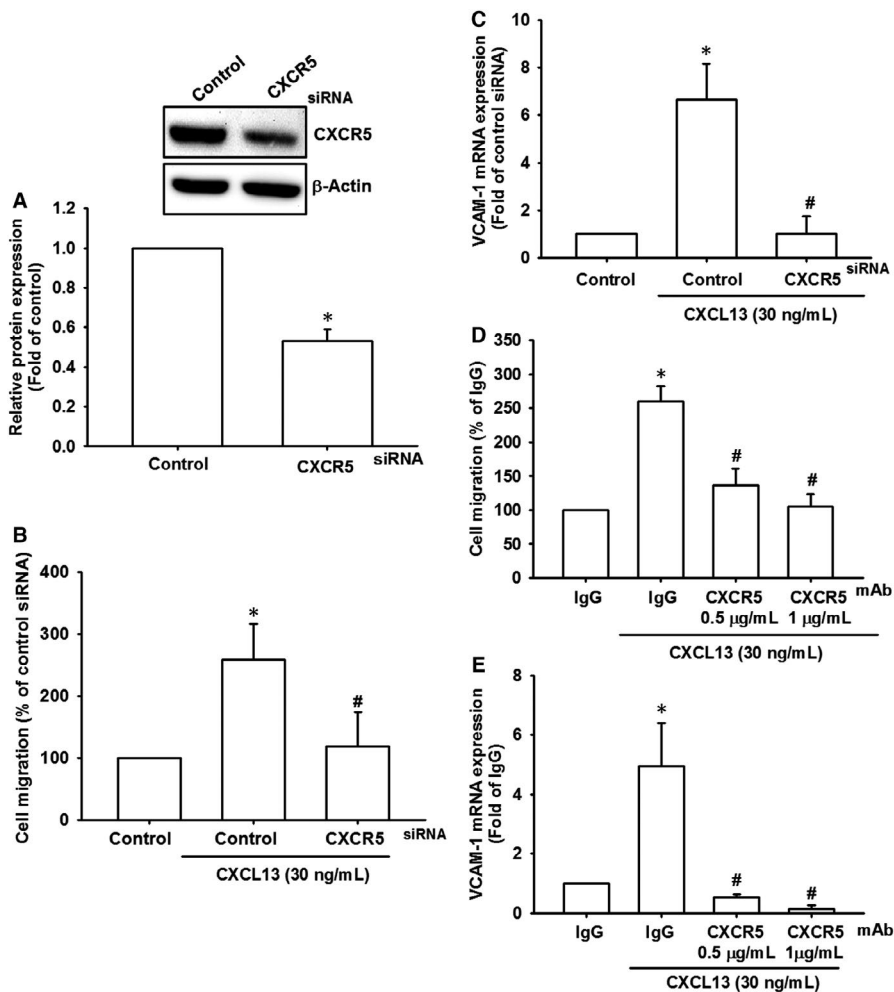 Control CXCR5 siRNA
CXCR5
β-Actin
A
Relative protein expression
(Fold of control)
1.2
1.0
0.8
0.6
0.4
0.2
0.0
*
Control CXCR5 siRNA
B
Cell migration (% of control siRNA)
400
300
200
100
0
*
#
Control Control CXCR5 siRNA
CXCL13 (30 ng/mL)
C
VCAM-1 mRNA expression
(Fold of control siRNA)
10
8
6
4
2
0
*
#
Control Control CXCR5 siRNA
CXCL13 (30 ng/mL)
D
Cell migration (% of IgG)
350
300
250
200
150
100
50
0
*
#
#
IgG IgG CXCR5 CXCR5 mAb
0.5 μg/mL 1 μg/mL
CXCL13 (30 ng/mL)
E
VCAM-1 mRNA expression
(Fold of IgG)
8
6
4
2
0
*
#
#
IgG IgG CXCR5 CXCR5 mAb
0.5 μg/mL 1μg/mL
CXCL13 (30 ng/mL)